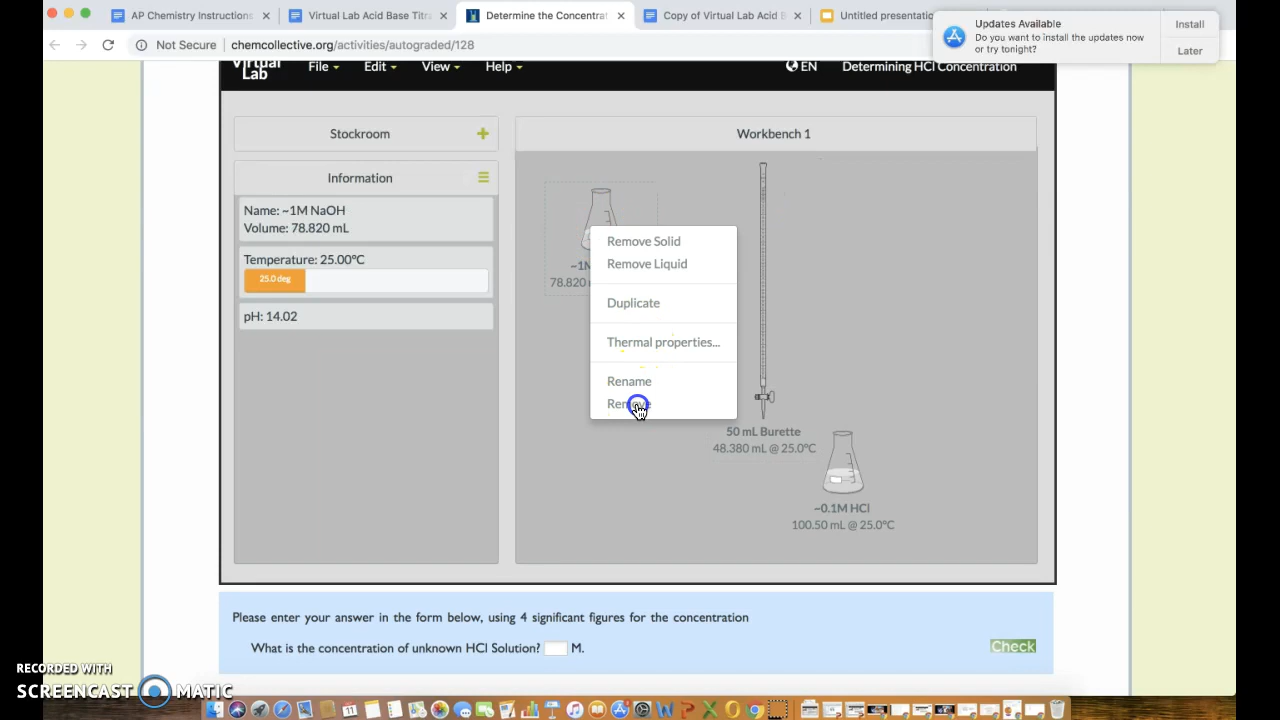 AP Chemistry Instructions
Virtual Lab Acid Base Titra
Determine the Concentrat
Copy of Virtual Lab Acid B
Untitled presentatio
Updates Available
Do you want to install the updates now
or try tonight?
Install
Later
Not Secure
chemcollective.org/activities/autograded/128
Virtual
Lab
File
Edit
View
Help
EN
Determining HCl Concentration
Stockroom
Workbench 1
Information
Name: ~1M NaOH
Volume: 78.820 mL
Temperature: 25.00°C
25.0 deg
pH: 14.02
~1M
78.820
Remove Solid
Remove Liquid
Duplicate
Thermal properties...
Rename
Remove
50 mL Burette
48.380 mL @ 25.0°C
~0.1M HCl
100.50 mL @ 25.0°C
Please enter your answer in the form below, using 4 significant figures for the concentration
What is the concentration of unknown HCl Solution? M.
Check
RECORDED WITH
SCREENCAST MATIC